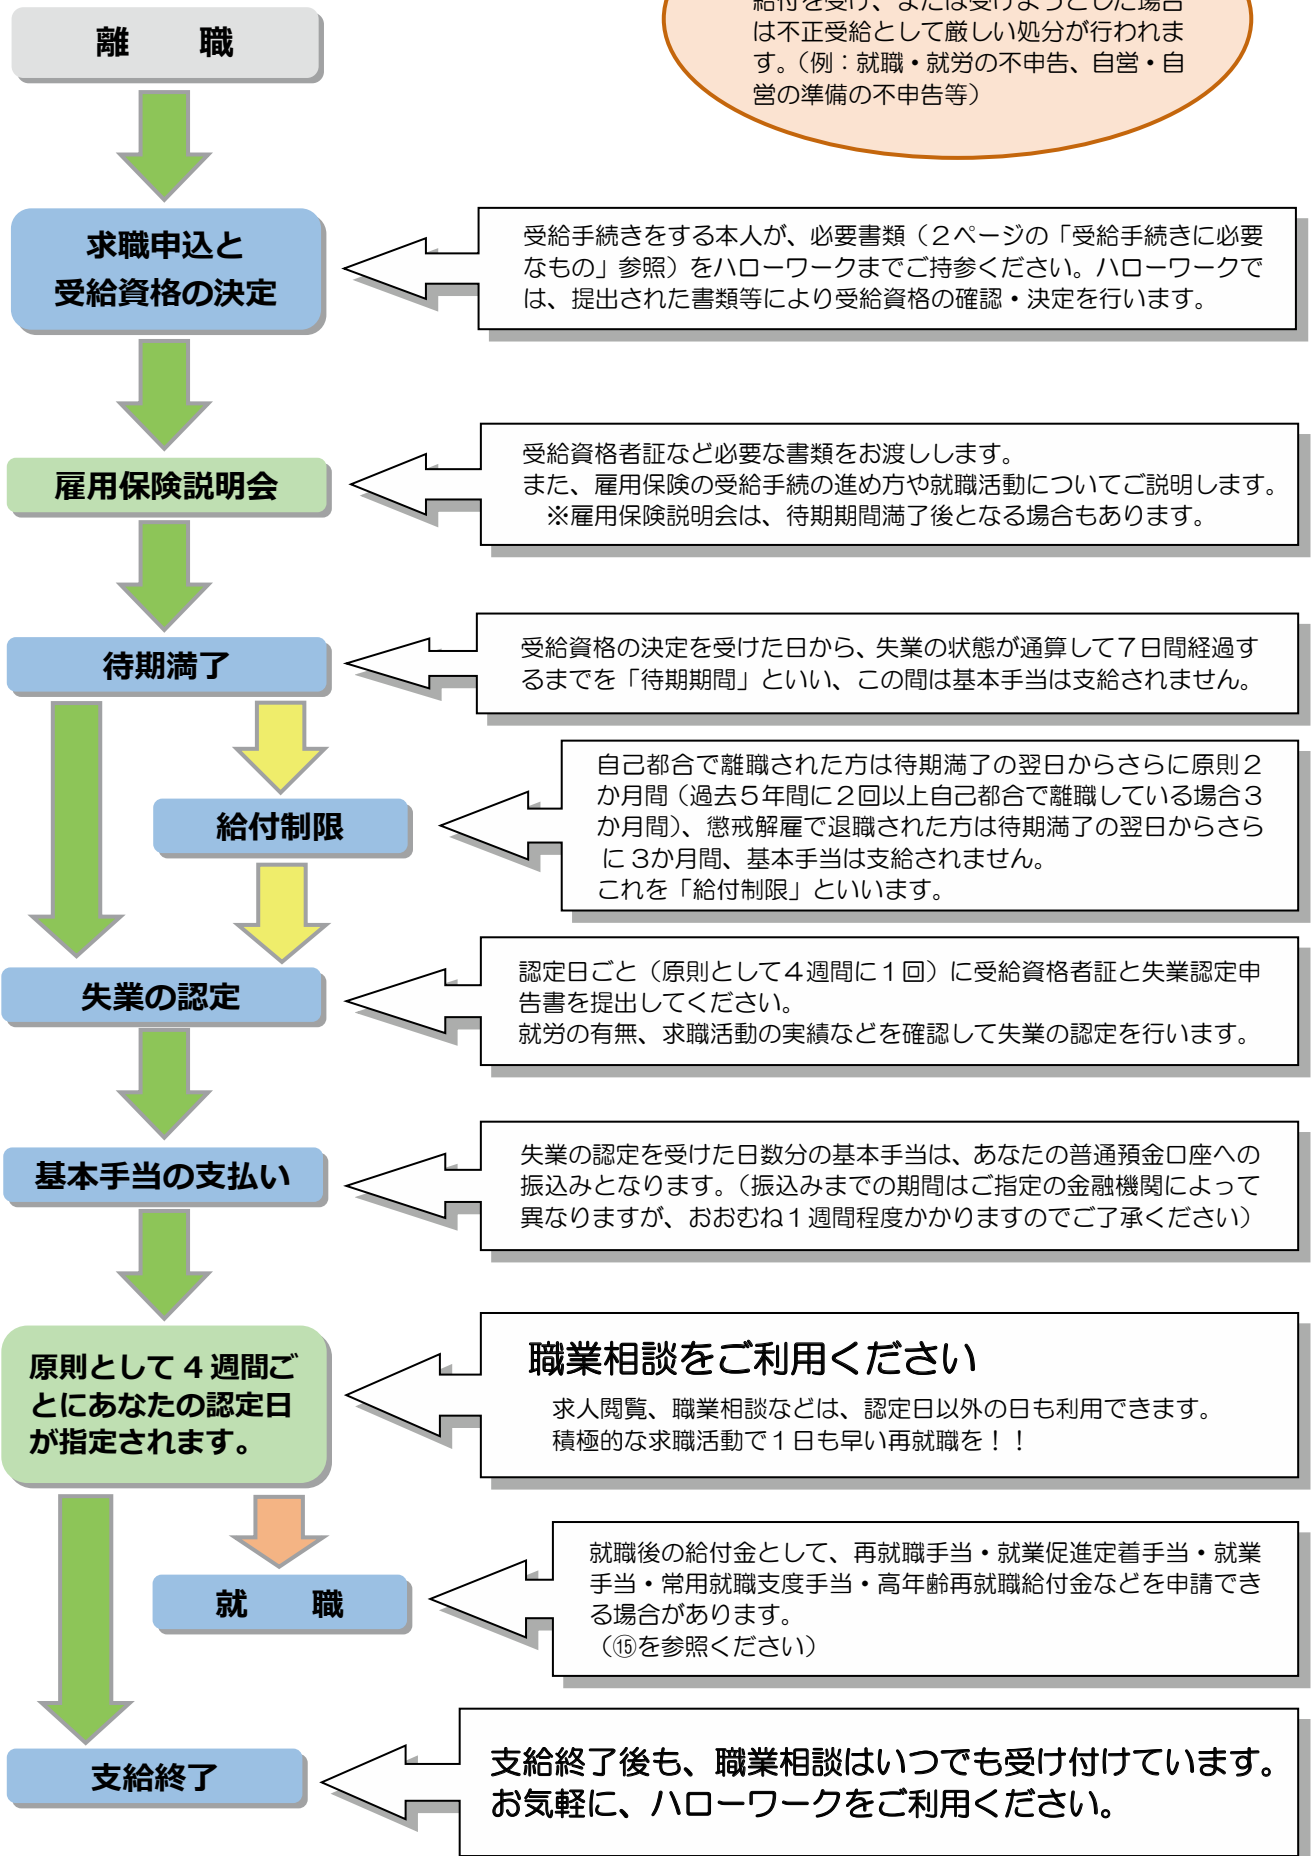 給付を受け、または受けようとした場合
は不正受給として厳しい処分が行われま
す。（例：就職・就労の不申告、自営・自
営の準備の不申告等）
離　職
求職申込と
受給資格の決定
受給手続きをする本人が、必要書類（２ページの「受給手続きに必要
なもの」参照）をハローワークまでご持参ください。ハローワークで
は、提出された書類等により受給資格の確認・決定を行います。
雇用保険説明会
受給資格者証など必要な書類をお渡しします。
また、雇用保険の受給手続の進め方や就職活動についてご説明します。
※雇用保険説明会は、待期期間満了後となる場合もあります。
待期満了
受給資格の決定を受けた日から、失業の状態が通算して７日間経過す
るまでを「待期期間」といい、この間は基本手当は支給されません。
給付制限
自己都合で離職された方は待期満了の翌日からさらに原則２
か月間（過去５年間に２回以上自己都合で離職している場合３
か月間）、懲戒解雇で退職された方は待期満了の翌日からさら
に３か月間、基本手当は支給されません。
これを「給付制限」といいます。
失業の認定
認定日ごと（原則として４週間に１回）に受給資格者証と失業認定申
告書を提出してください。
就労の有無、求職活動の実績などを確認して失業の認定を行います。
基本手当の支払い
失業の認定を受けた日数分の基本手当は、あなたの普通預金口座への
振込みとなります。（振込みまでの期間はご指定の金融機関によって
異なりますが、おおむね１週間程度かかりますのでご了承ください）
原則として４週間ご
とにあなたの認定日
が指定されます。
職業相談をご利用ください
求人閲覧、職業相談などは、認定日以外の日も利用できます。
積極的な求職活動で１日も早い再就職を！！
就　職
就職後の給付金として、再就職手当・就業促進定着手当・就業
手当・常用就職支度手当・高年齢再就職給付金などを申請でき
る場合があります。
（⑮を参照ください）
支給終了
支給終了後も、職業相談はいつでも受け付けています。
お気軽に、ハローワークをご利用ください。